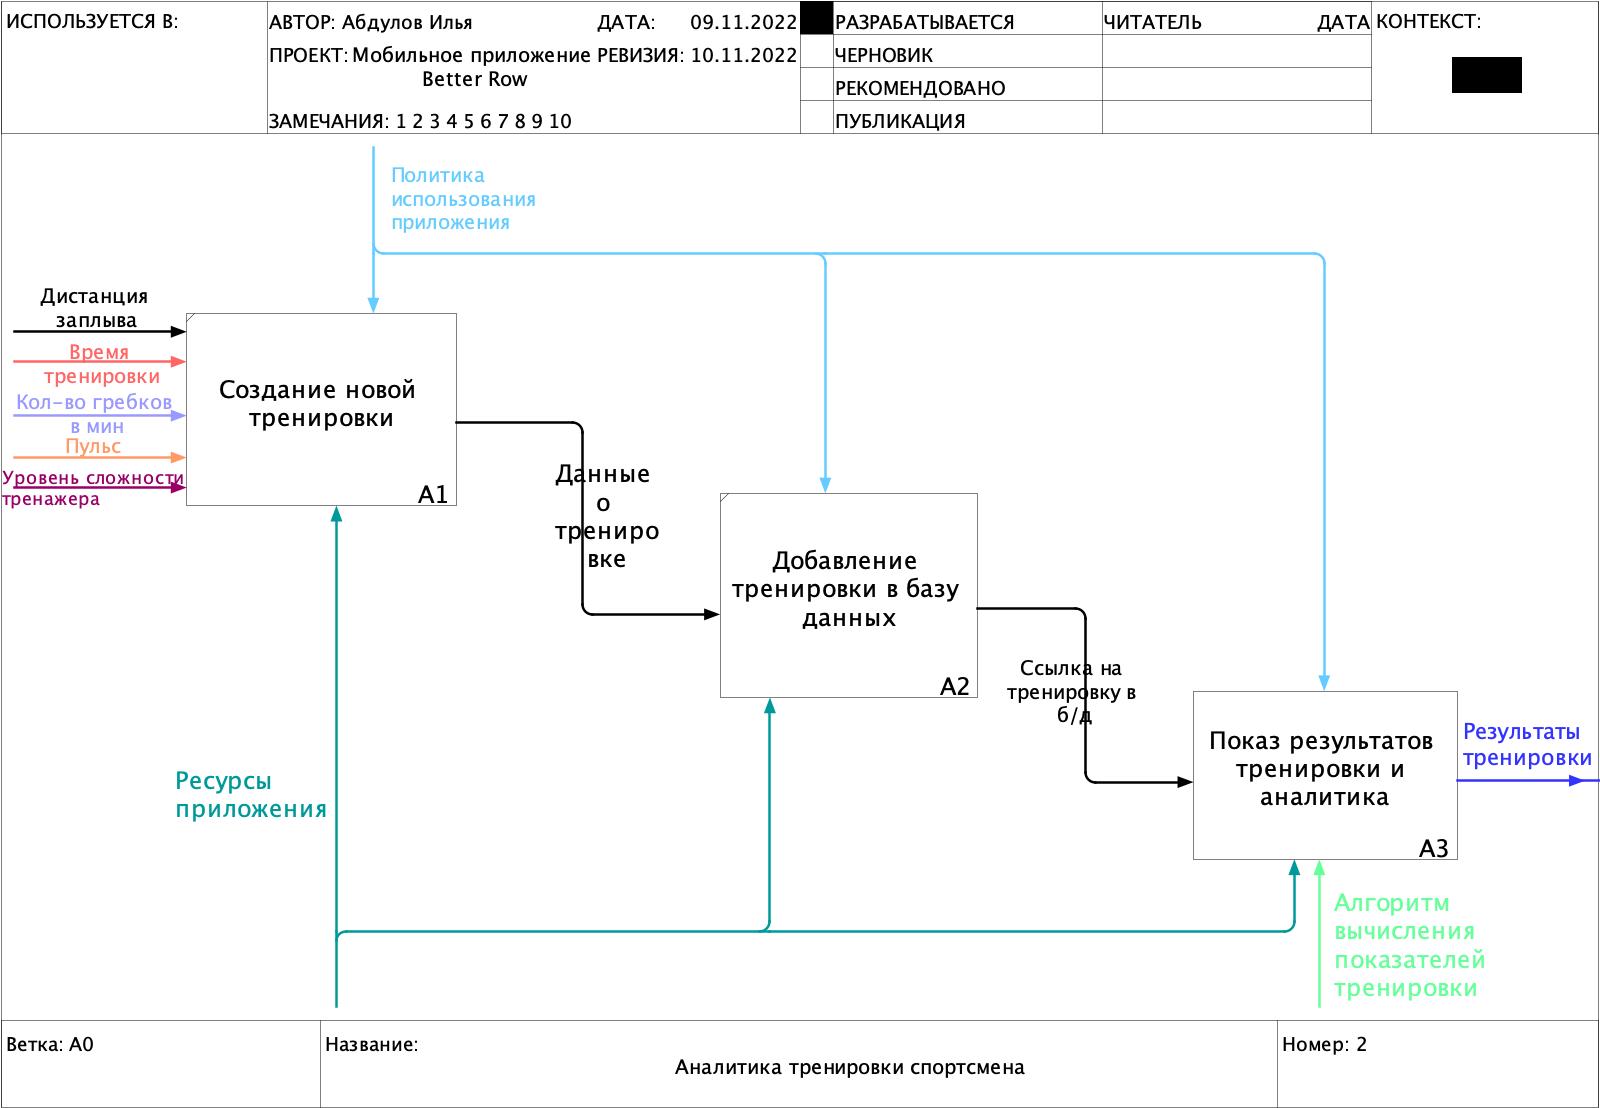 ИСПОЛЬЗУЕТСЯ В:
АВТОР: Абдулов Илья
ДАТА: 09.11.2022
ПРОЕКТ: Мобильное приложение
Better Row
РЕВИЗИЯ: 10.11.2022
ЗАМЕЧАНИЯ: 1 2 3 4 5 6 7 8 9 10
РАЗРАБАТЫВАЕТСЯ
ЧЕРНОВИК
РЕКОМЕНДОВАНО
ПУБЛИКАЦИЯ
ЧИТАТЕЛЬ
ДАТА
КОНТЕКСТ:
Политика
использования
приложения
Дистанция
заплыва
Время
тренировки
Кол-во гребков
в мин
Пульс
Уровень сложности
тренажера
Создание новой
тренировки
A1
Данные
о
трениро
вке
Добавление
тренировки в базу
данных
A2
Ссылка на
тренировку в
б/д
Показ результатов
тренировки и
аналитика
A3
Результаты
тренировки
Ресурсы
приложения
Алгоритм
вычисления
показателей
тренировки
Ветка: A0
Название:
Аналитика тренировки спортсмена
Номер: 2